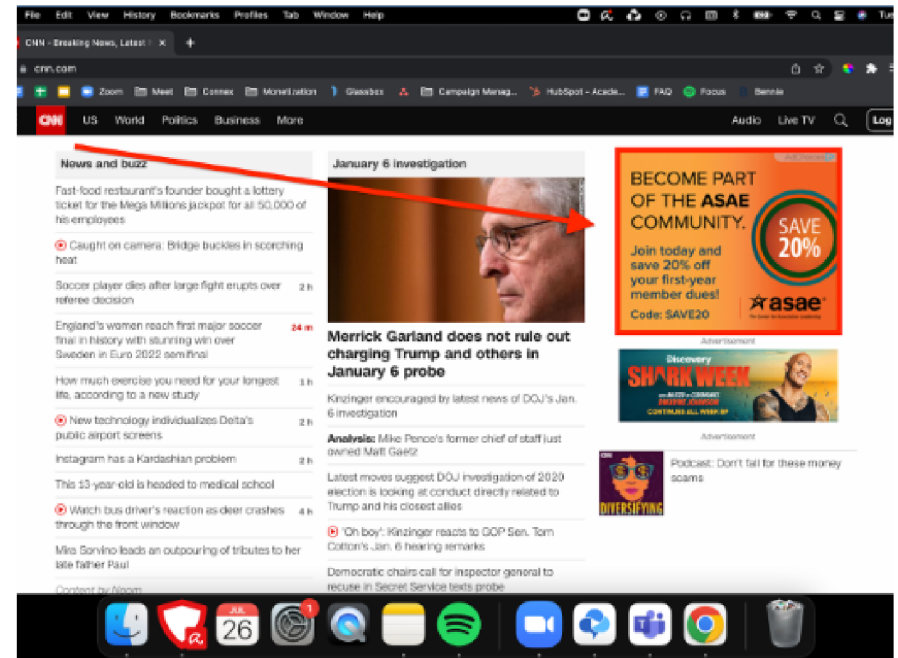 File Edit View History Bookmarks Profiles Tab Window Help
CNN - Breaking News, Latest
cnn.com
Zoom Meet Connex Monetization Glassbox Campaign Manag... HubSpot - Acade... FAQ Focus Bennie
CNN US World Politics Business More Audio Live TV Log
News and buzz
Fast-food restaurant's founder bought a lottery
ticket for the Mega Millions jackpot for all 50,000 of
his employees
Caught on camera: Bridge buckles in scorching
heat
Soccer player dies after large fight erupts over 2 h
referee decision
England's women reach first major soccer 24 m
final in history with stunning win over
Sweden in Euro 2022 semifinal
How much exercise you need for your longest 1 h
life, according to a new study
New technology individualizes Delta's 2 h
public airport screens
Instagram has a Kardashian problem 2 h
This 13-year-old is headed to medical school
Watch bus driver's reaction as deer crashes 4 h
through the front window
Mira Sorvino leads an outpouring of tributes to her
late father Paul
Content by Noom
January 6 investigation
Merrick Garland does not rule out
charging Trump and others in
January 6 probe
Kinzinger encouraged by latest news of DOJ's Jan.
6 investigation
Analysis: Mike Pence's former chief of staff just
owned Matt Gaetz
Latest moves suggest DOJ investigation of 2020
election is looking at conduct directly related to
Trump and his closest allies
'Oh boy': Kinzinger reacts to GOP Sen. Tom
Cotton's Jan. 6 hearing remarks
Democratic chairs call for inspector general to
recuse in Secret Service texts probe
AdChoices
BECOME PART
OF THE ASAE
COMMUNITY.
Join today and
save 20% off
your first-year
member dues!
Code: SAVE20
SAVE
20%
asae
Advertisement
Discovery
SHARK WEEK
DWAYNE JOHNSON
CONTINUES ALL WEEK 8P
Advertisement
CNN
DIVERSIFYING
Podcast: Don't fall for these money
scams
JUL
26
1